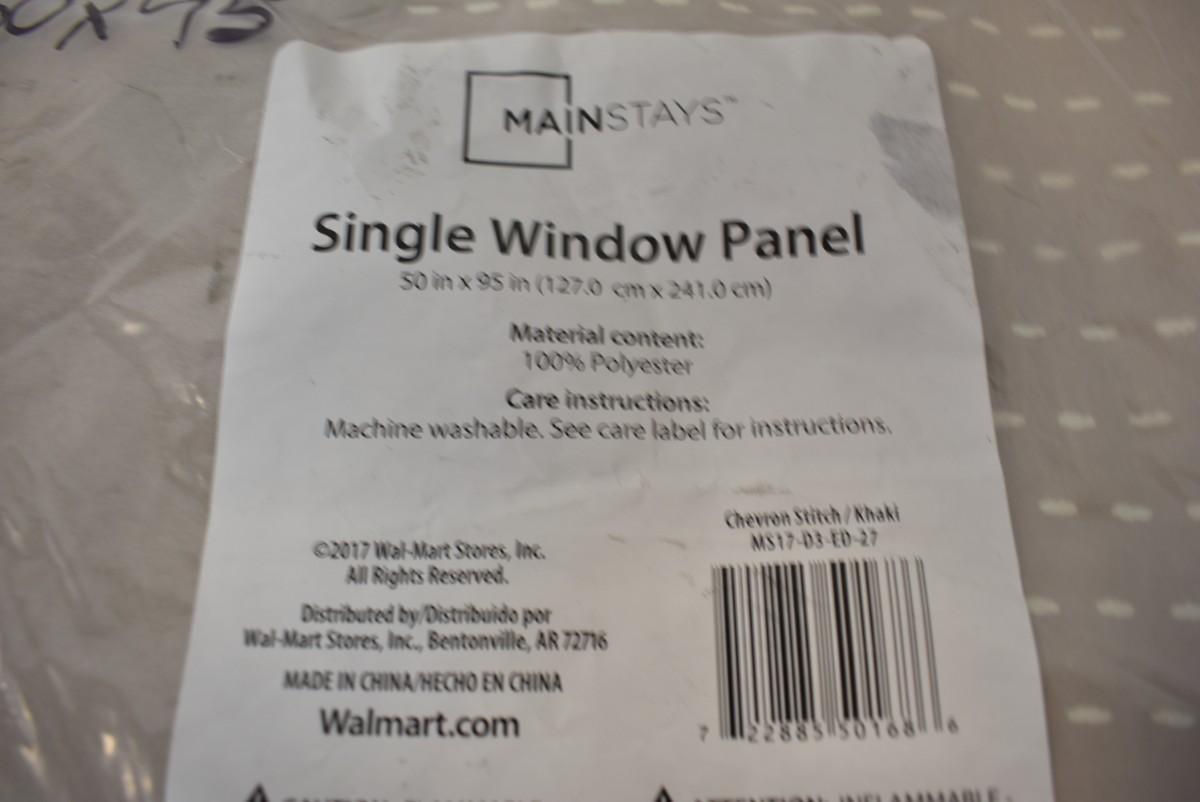 MAINSTAYS™
Single Window Panel
50 in x 95 in (127.0 cm x 241.0 cm)
Material content:
100% Polyester
Care instructions:
Machine washable. See care label for instructions.
Chevron Stitch / Khaki
MS17-D3-ED-27
7 22885 50168 6
©2017 Wal-Mart Stores, Inc.
All Rights Reserved.
Distributed by/Distribuido por
Wal-Mart Stores, Inc., Bentonville, AR 72716
MADE IN CHINA/HECHO EN CHINA
Walmart.com